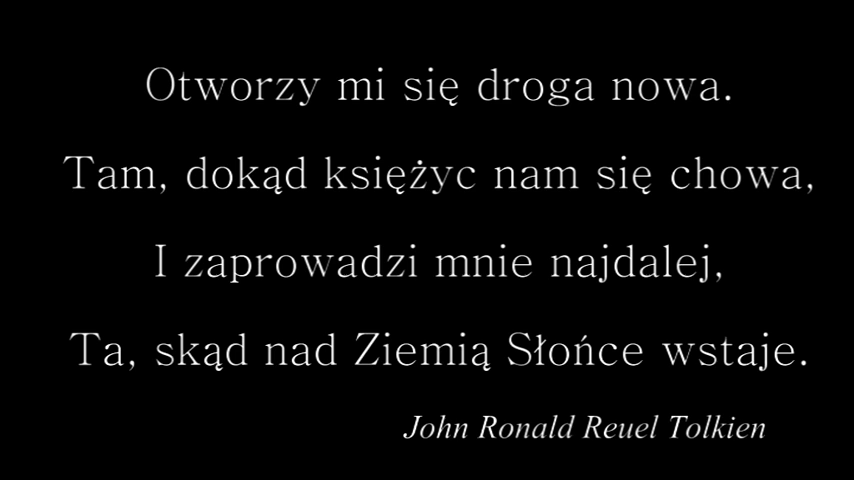 Otworzy mi się droga nowa.
Tam, dokąd księżyc nam się chowa,
I zaprowadzi mnie najdalej,
Ta, skąd nad Ziemią Słońce wstaje.
John Ronald Reuel Tolkien